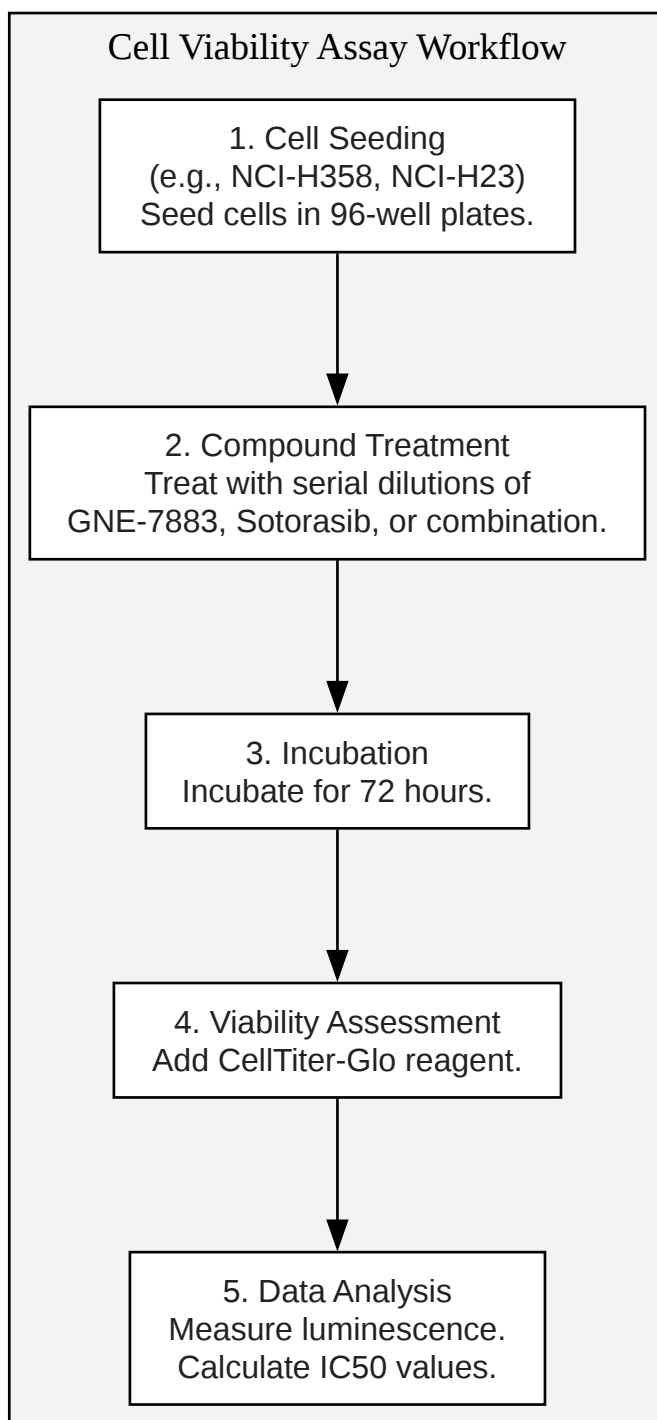 Cell Viability Assay Workflow
1. Cell Seeding
(e.g., NCI-H358, NCI-H23)
Seed cells in 96-well plates.
2. Compound Treatment
Treat with serial dilutions of
GNE-7883, Sotorasib, or combination.
3. Incubation
Incubate for 72 hours.
4. Viability Assessment
Add CellTiter-Glo reagent.
5. Data Analysis
Measure luminescence.
Calculate IC50 values.